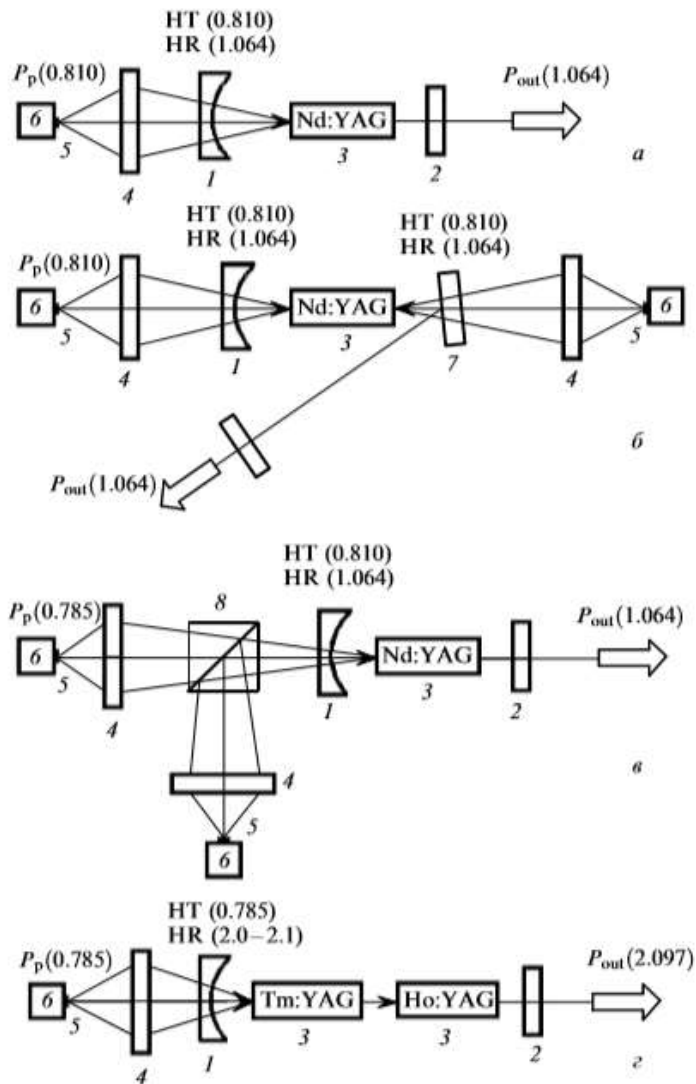 HT (0.810)
HR (1.064)
P_p(0.810)
P_out(1.064)
6
Nd:YAG
5
4
1
3
2
а
HT (0.810)
HR (1.064)
HT (0.810)
HR (1.064)
P_p(0.810)
6
Nd:YAG
6
5
4
1
3
7
4
5
б
P_out(1.064)
HT (0.810)
HR (1.064)
P_p(0.785)
8
P_out(1.064)
6
Nd:YAG
5
4
1
3
2
в
4
5
6
HT (0.785)
HR (2.0–2.1)
P_p(0.785)
P_out(2.097)
6
Tm:YAG
Ho:YAG
5
4
1
3
3
2
г